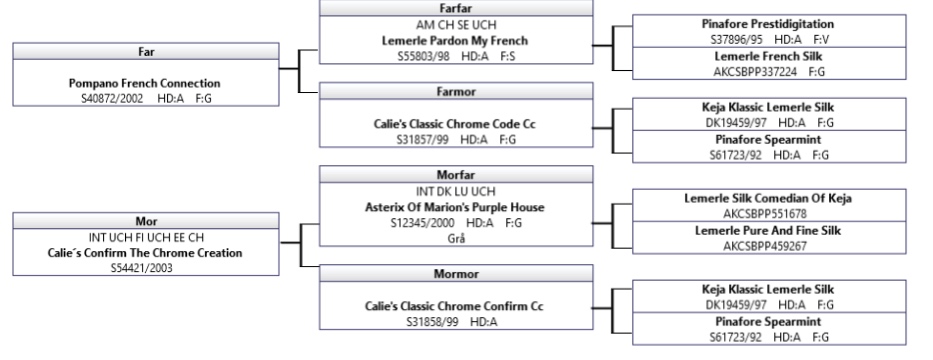 Far
Pompano French Connection
S40872/2002 HD:A F:G
Farfar
AM CH SE UCH
Lemerle Pardon My French
S55803/98 HD:A F:S
Pinafore Prestidigitation
S37896/95 HD:A F:V
Lemerle French Silk
AKCSBPP337224 F:G
Farmor
Calie's Classic Chrome Code Cc
S31857/99 HD:A F:G
Keja Klassic Lemerle Silk
DK19459/97 HD:A F:G
Pinafore Spearmint
S61723/92 HD:A F:G
Mor
INT UCH FI UCH EE CH
Calie´s Confirm The Chrome Creation
S54421/2003
Morfar
INT DK LU UCH
Asterix Of Marion's Purple House
S12345/2000 HD:A F:G
Grå
Lemerle Silk Comedian Of Keja
AKCSBPP551678
Lemerle Pure And Fine Silk
AKCSBPP459267
Mormor
Calie's Classic Chrome Confirm Cc
S31858/99 HD:A
Keja Klassic Lemerle Silk
DK19459/97 HD:A F:G
Pinafore Spearmint
S61723/92 HD:A F:G